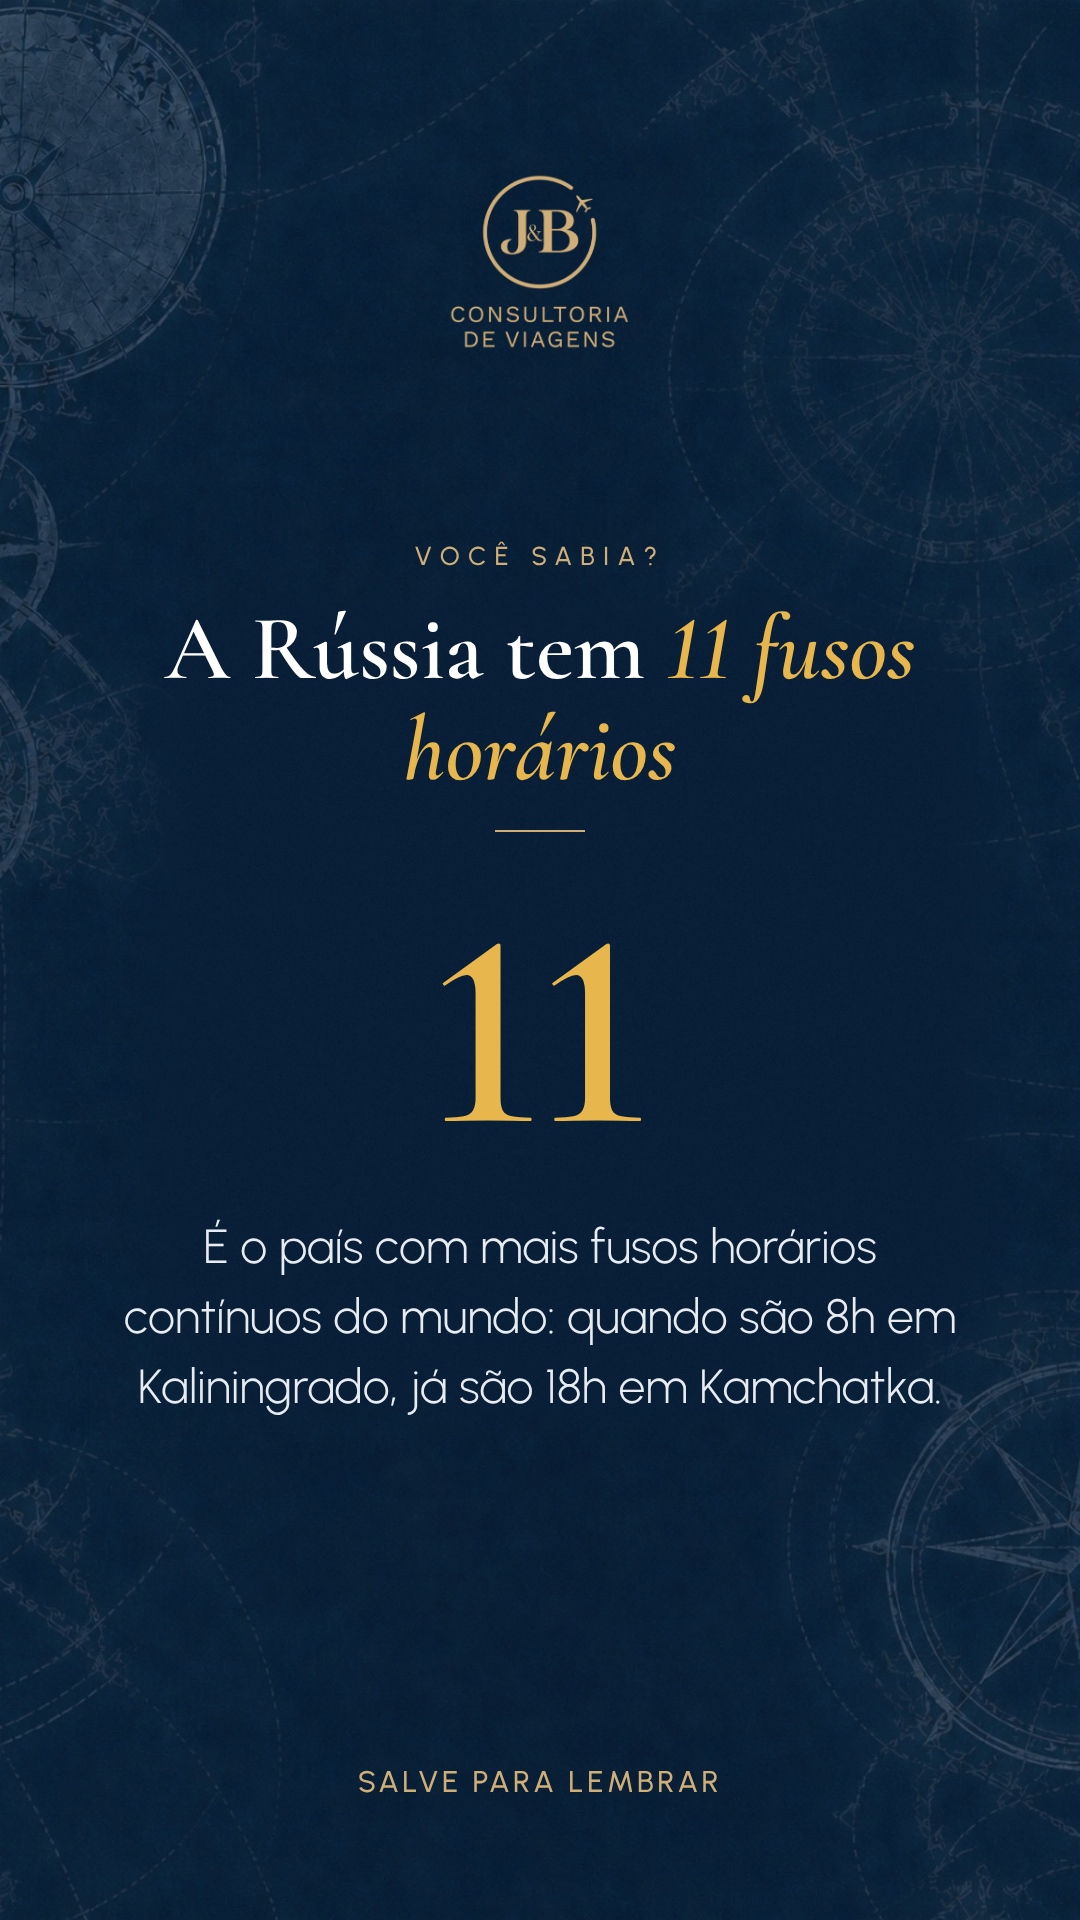 J&B
CONSULTORIA
DE VIAGENS
VOCÊ SABIA?
A Rússia tem 11 fusos
horários
11
É o país com mais fusos horários
contínuos do mundo: quando são 8h em
Kaliningrado, já são 18h em Kamchatka.
SALVE PARA LEMBRAR